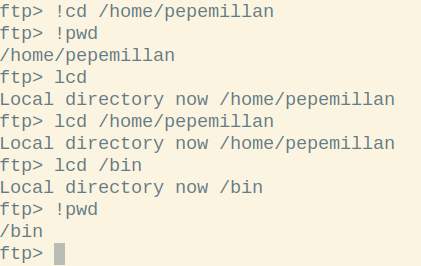 ftp> !cd /home/pepemillan
ftp> !pwd
/home/pepemillan
ftp> lcd
Local directory now /home/pepemillan
ftp> lcd /home/pepemillan
Local directory now /home/pepemillan
ftp> lcd /bin
Local directory now /bin
ftp> !pwd
/bin
ftp>